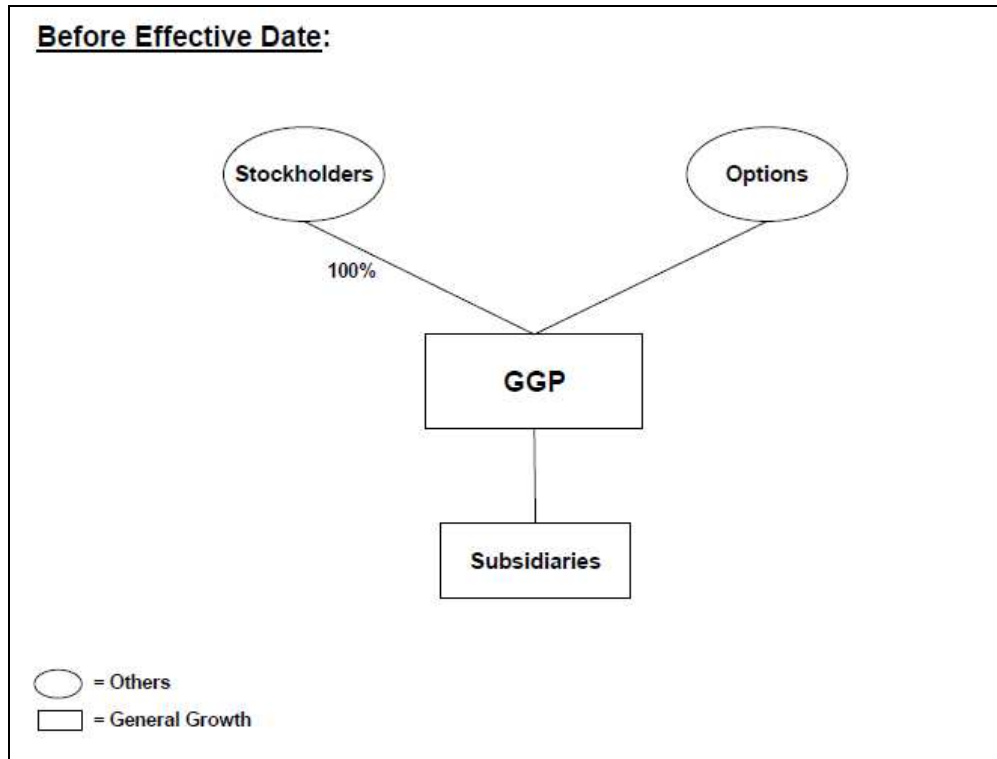 Before Effective Date:
Stockholders
Options
100%
GGP
Subsidiaries
= Others
= General Growth